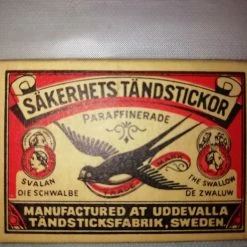 SÄKERHETS TÄNDSTICKOR
PARAFFINERADE
TRADE MARK
SVALAN
THE SWALLOW
DIE SCHWALBE
DE ZWALUW
MANUFACTURED AT UDDEVALLA
TÄNDSTICKSFABRIK, SWEDEN.